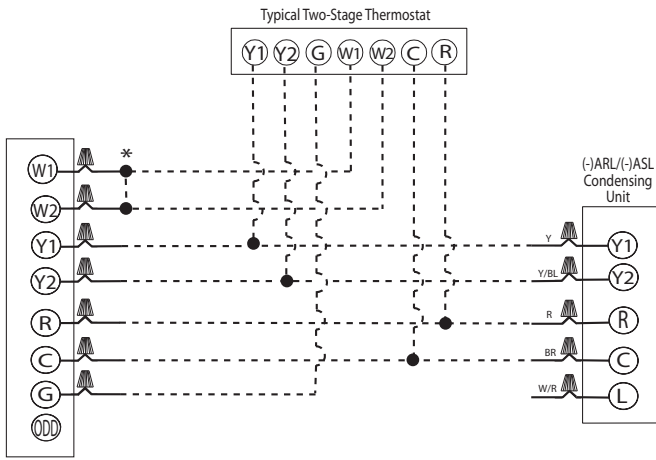 Typical Two-Stage Thermostat
Y1 Y2 G W1 W2 C R
(-)ARL/(-)ASL
Condensing
Unit
W1
*
W2
Y1
Y
Y1
Y2
Y/BL
Y2
R
R
R
C
BR
C
G
W/R
L
ODD